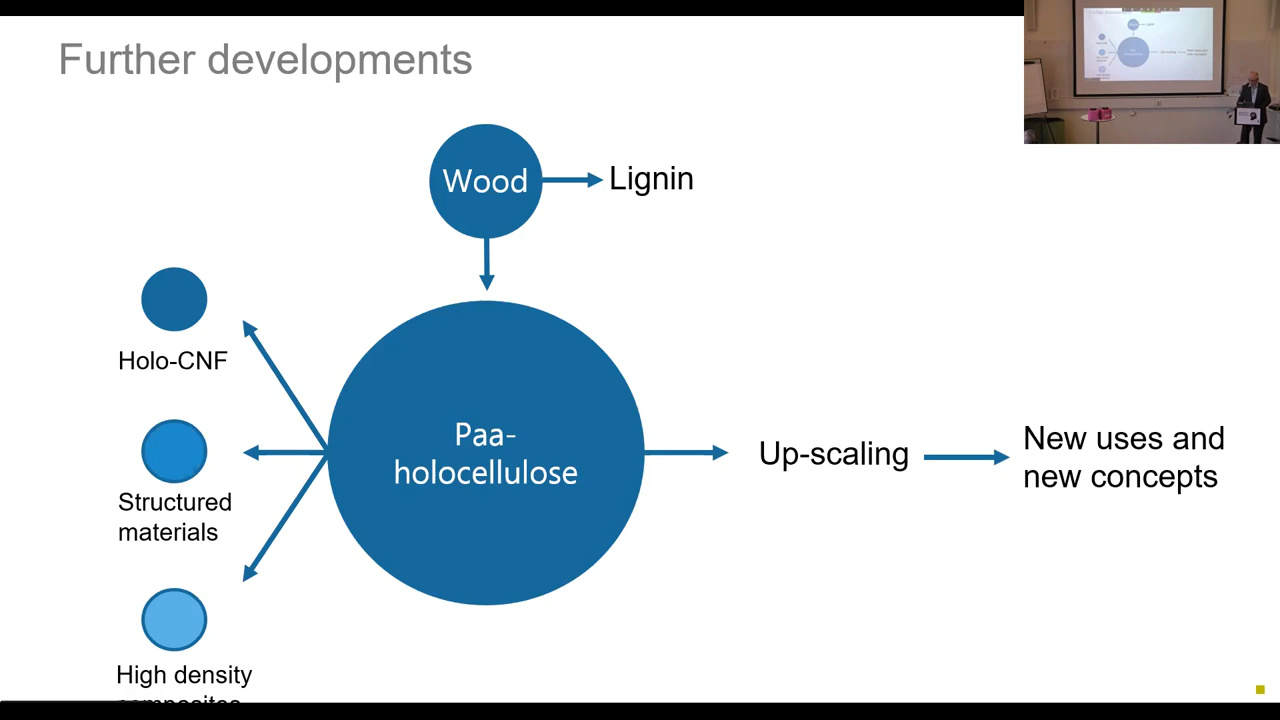 Further developments
Wood
Lignin
Holo-CNF
Paa-
holocellulose
Structured
materials
Up-scaling
New uses and
new concepts
High density
composites